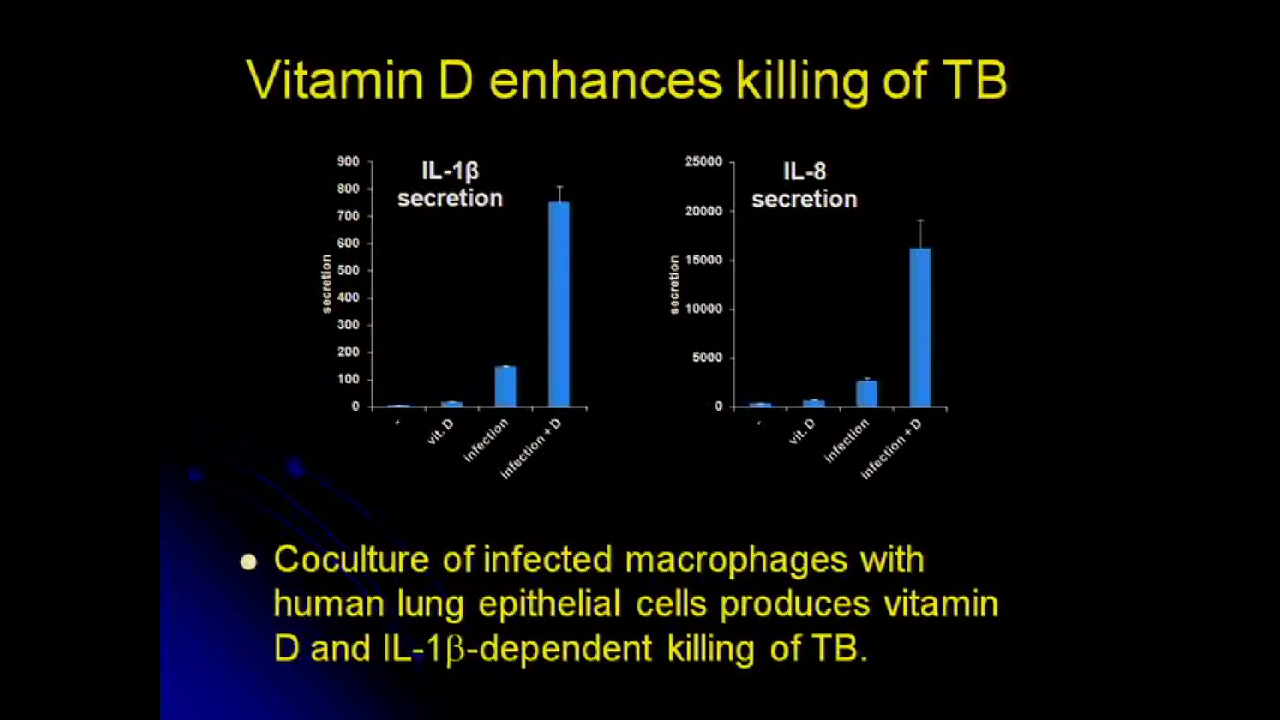 Vitamin D enhances killing of TB
IL-1β
secretion
900
800
700
600
500
400
300
200
100
0
secretion
-
vit. D
infection
infection + D
IL-8
secretion
25000
20000
15000
10000
5000
0
secretion
-
vit. D
infection
infection + D
Coculture of infected macrophages with
human lung epithelial cells produces vitamin
D and IL-1β-dependent killing of TB.